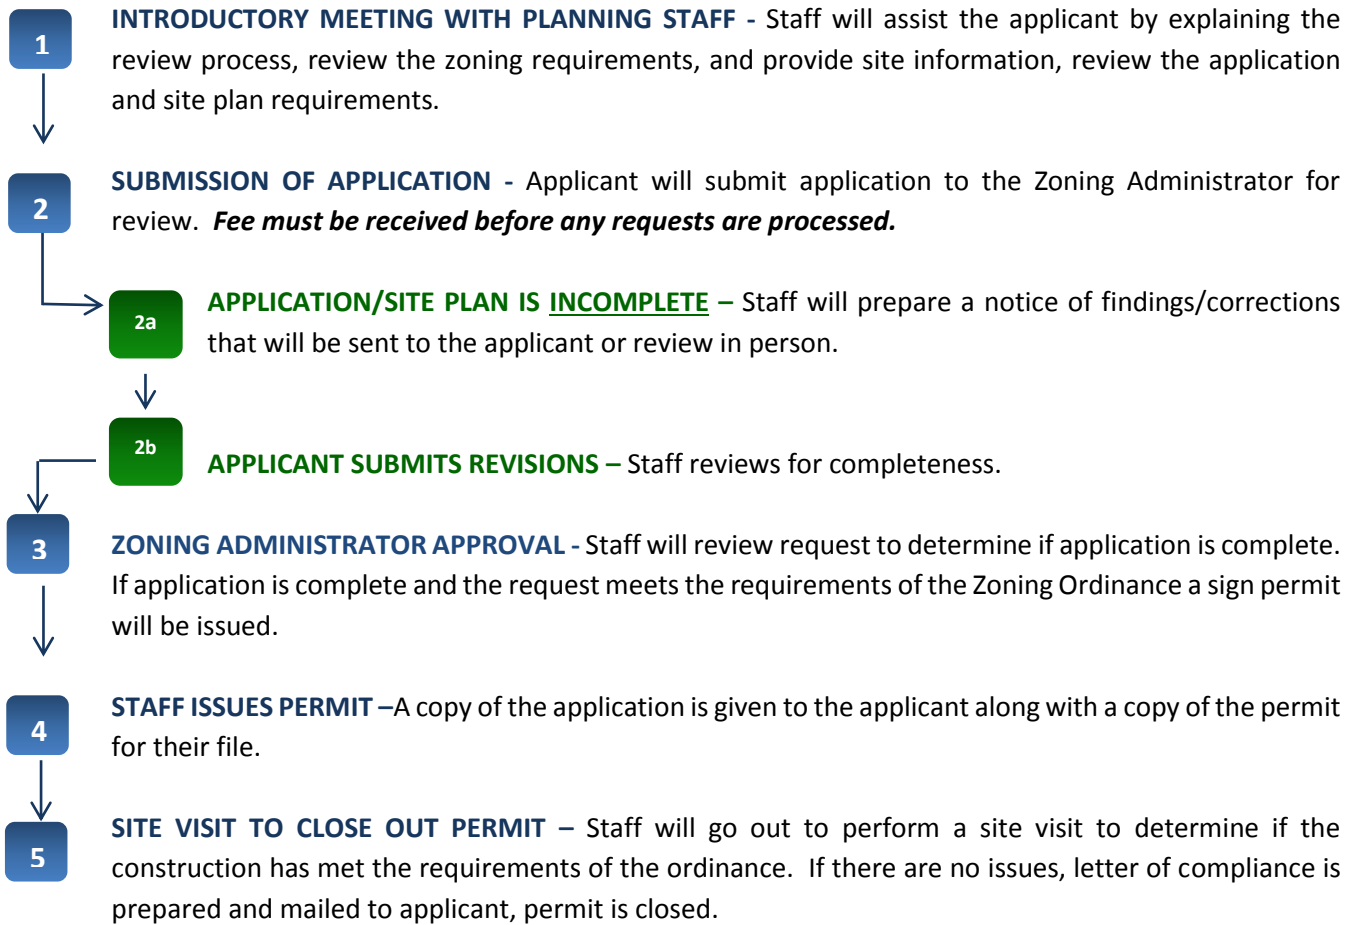 1
INTRODUCTORY MEETING WITH PLANNING STAFF - Staff will assist the applicant by explaining the
review process, review the zoning requirements, and provide site information, review the application
and site plan requirements.
2
SUBMISSION OF APPLICATION - Applicant will submit application to the Zoning Administrator for
review. Fee must be received before any requests are processed.
2a
APPLICATION/SITE PLAN IS INCOMPLETE – Staff will prepare a notice of findings/corrections
that will be sent to the applicant or review in person.
2b
APPLICANT SUBMITS REVISIONS – Staff reviews for completeness.
3
ZONING ADMINISTRATOR APPROVAL - Staff will review request to determine if application is complete.
If application is complete and the request meets the requirements of the Zoning Ordinance a sign permit
will be issued.
4
STAFF ISSUES PERMIT –A copy of the application is given to the applicant along with a copy of the permit
for their file.
5
SITE VISIT TO CLOSE OUT PERMIT – Staff will go out to perform a site visit to determine if the
construction has met the requirements of the ordinance. If there are no issues, letter of compliance is
prepared and mailed to applicant, permit is closed.